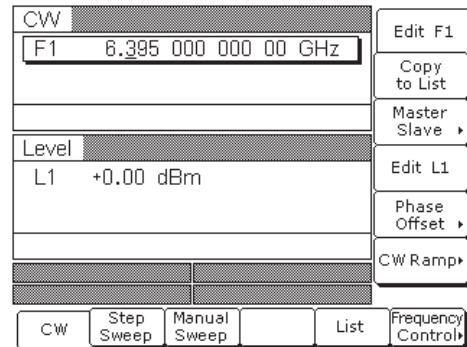 CW
F1 6.395 000 000 00 GHz
Level
L1 +0.00 dBm
Edit F1
Copy
to List
Master
Slave
Edit L1
Phase
Offset
CW Ramp
CW
Step
Sweep
Manual
Sweep
List
Frequency
Control